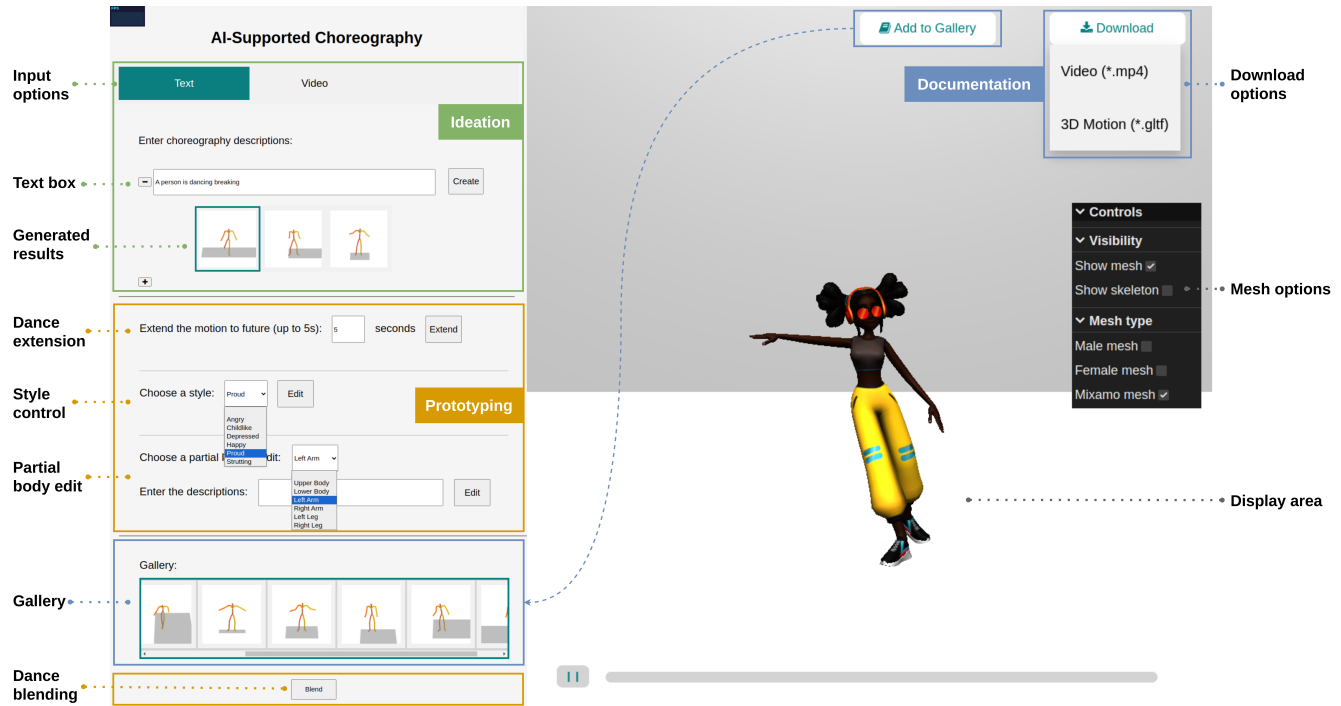 FPS
AI-Supported Choreography
Add to Gallery
Download
Input
options
Text
Video
Documentation
Video (*.mp4)
3D Motion (*.gltf)
Download
options
Ideation
Enter choreography descriptions:
Text box
A person is dancing breaking
Create
Generated
results
Controls
Visibility
Show mesh
Show skeleton
Mesh type
Male mesh
Female mesh
Mixamo mesh
Mesh options
Dance
extension
Extend the motion to future (up to 5s):
5
seconds
Extend
Style
control
Choose a style:
Proud
Edit
Prototyping
Angry
Childlike
Depressed
Happy
Proud
Strutting
Partial
body edit
Choose a partial
dit:
Left Arm
Enter the descriptions:
Upper Body
Lower Body
Left Arm
Right Arm
Left Leg
Right Leg
Edit
Display area
Gallery:
Gallery
Dance
blending
Blend